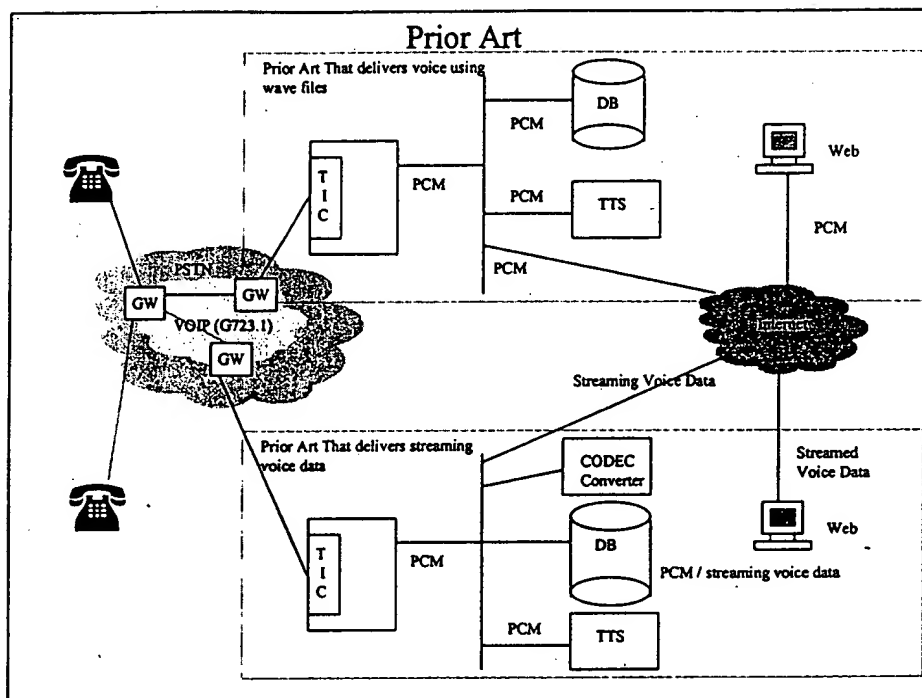 Prior Art
Prior Art That delivers voice using
wave files
DB
PCM
Web
T
I
C
PCM
PCM
TTS
PCM
PCM
PSTN
GW
GW
VOIP (G723.1)
GW
Internet
Streaming Voice Data
Prior Art That delivers streaming
voice data
CODEC
Converter
Streamed
Voice Data
T
I
C
PCM
DB
Web
PCM / streaming voice data
PCM
TTS